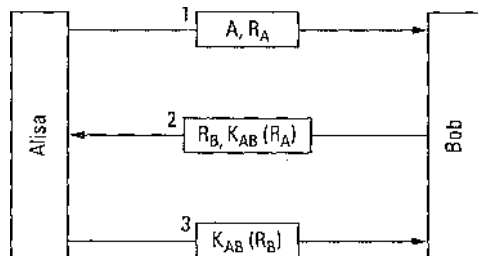 1
A, R_A
Alisa
2
R_B, K_AB (R_A)
Bob
3
K_AB (R_B)